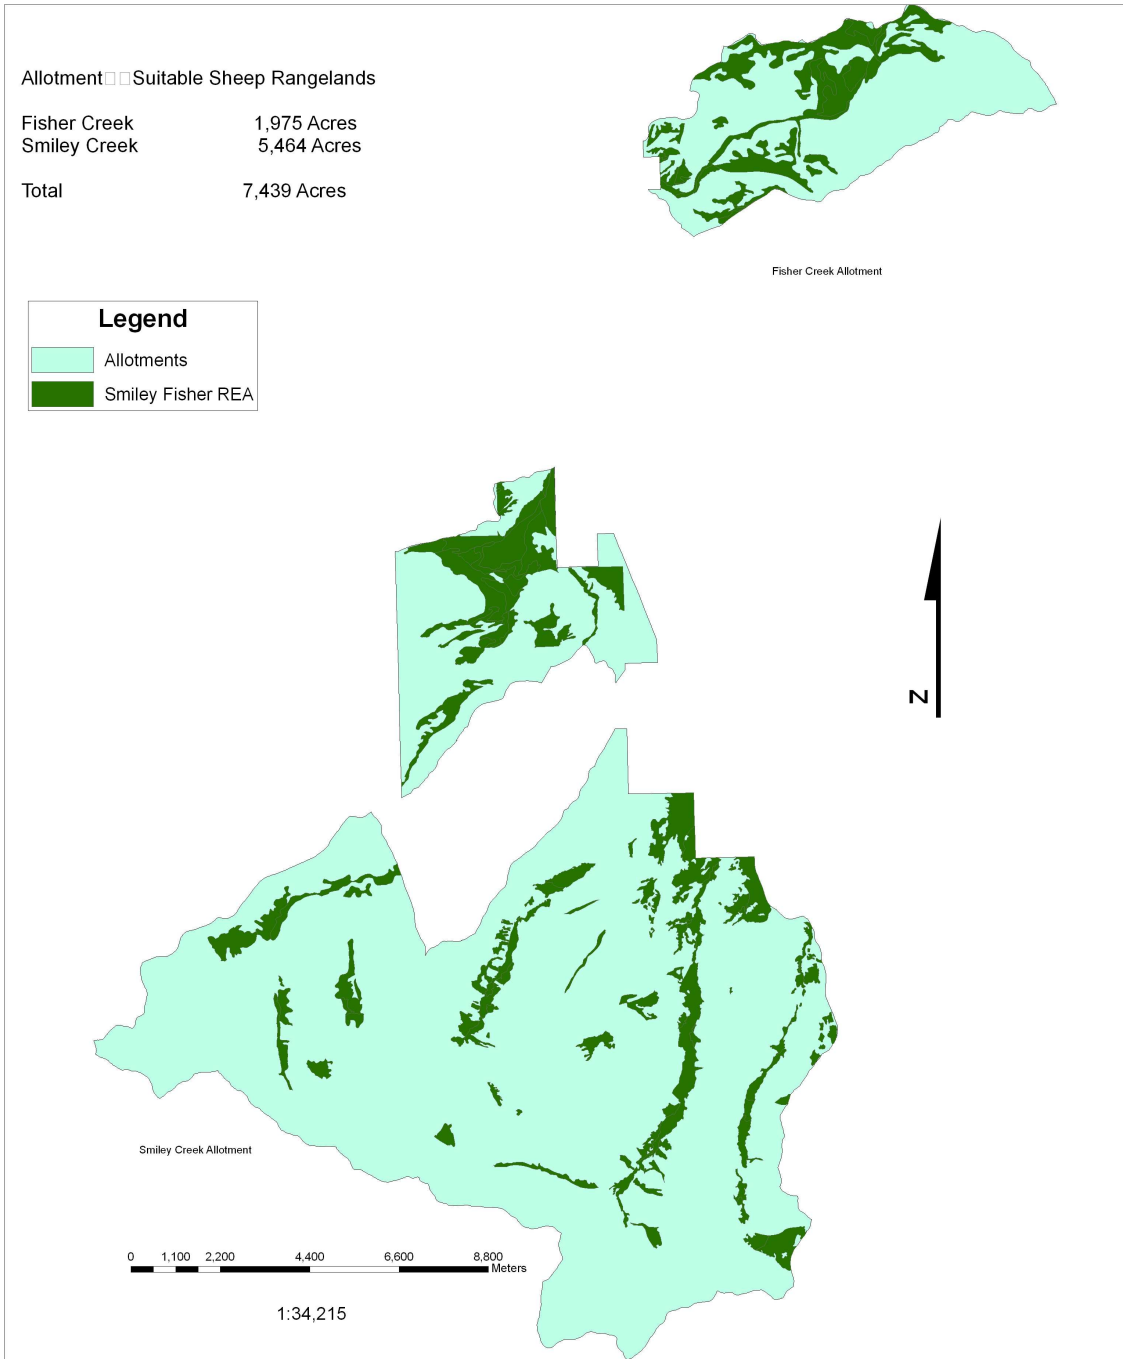 Allotment□□Suitable Sheep Rangelands
Fisher Creek 1,975 Acres
Smiley Creek 5,464 Acres
Total 7,439 Acres
Fisher Creek Allotment
Legend
Allotments
Smiley Fisher REA
N
Smiley Creek Allotment
0 1,100 2,200 4,400 6,600 8,800
Meters
1:34,215